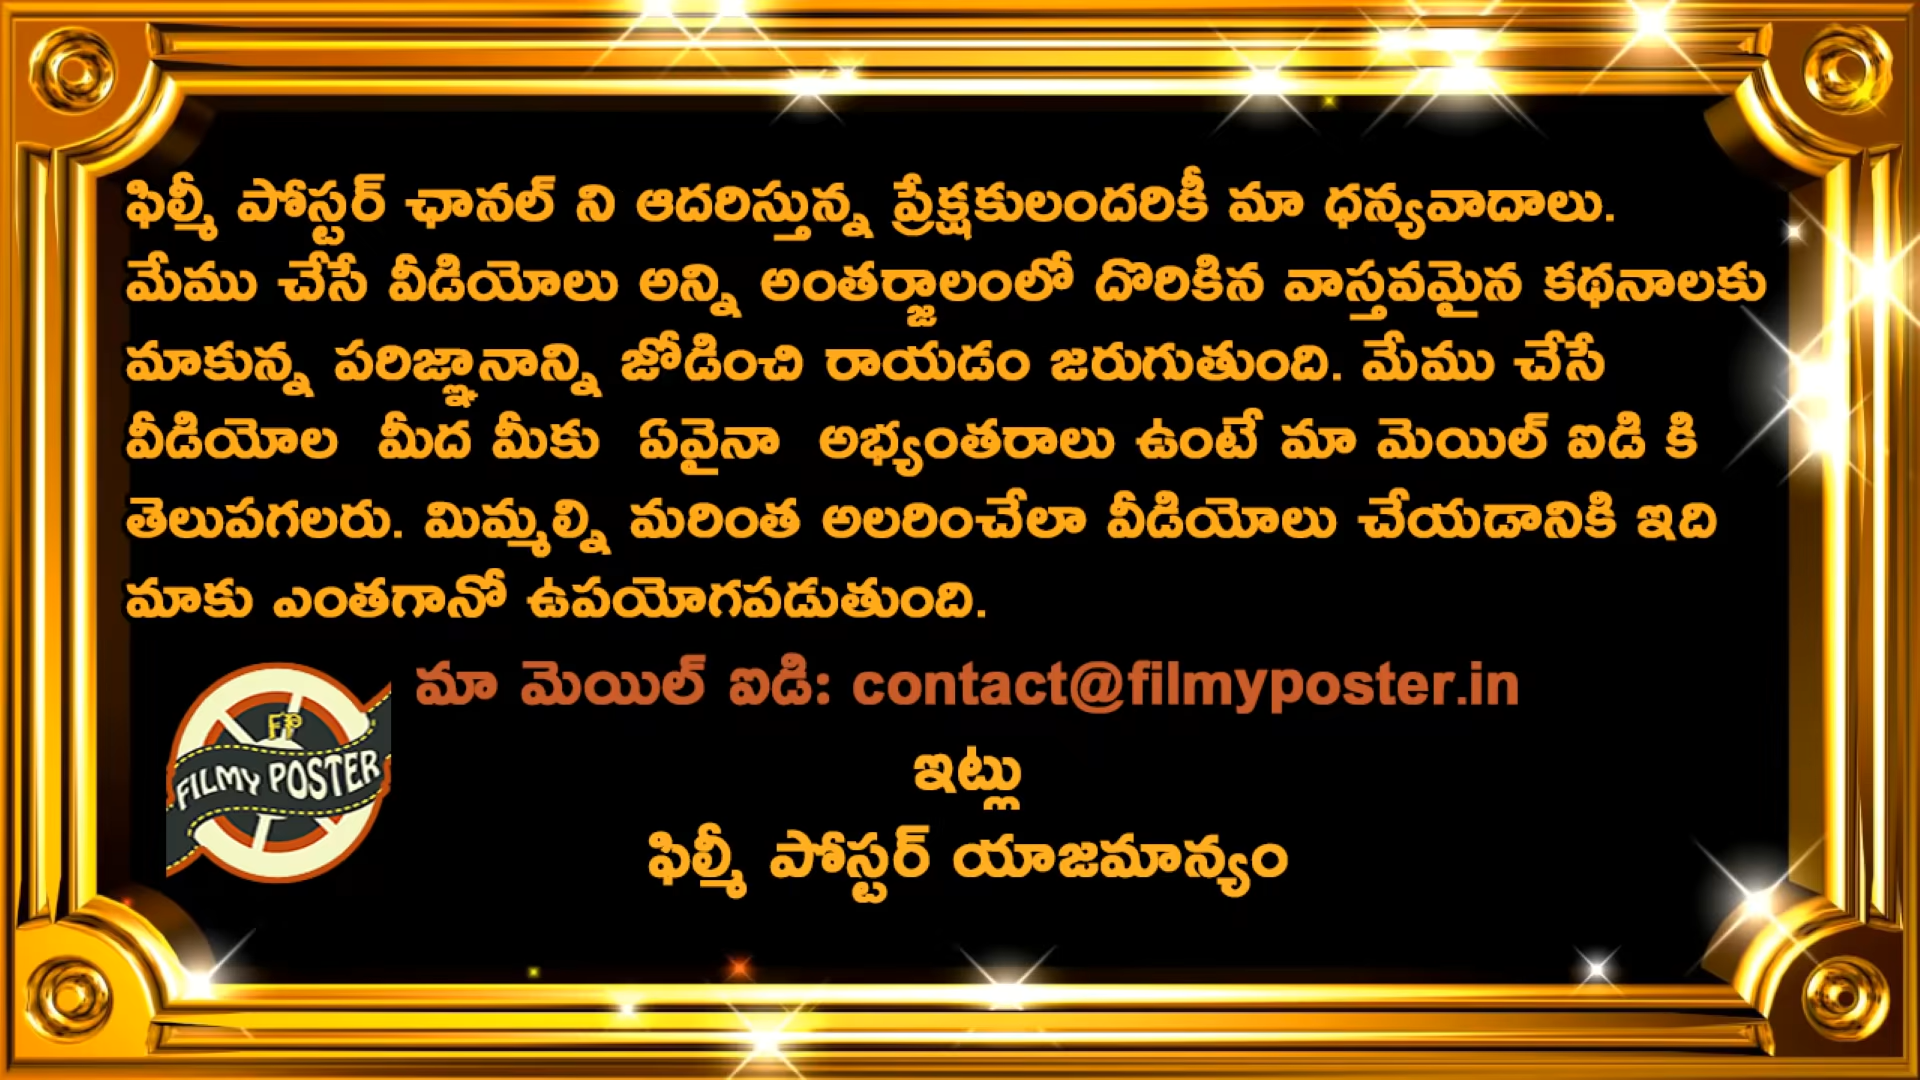 ఫిల్మీ పోస్టర్ ఛానల్ ని ఆదరిస్తున్న ప్రేక్షకులందరికీ మా ధన్యవాదాలు.
మేము చేసే వీడియోలు అన్ని అంతర్జాలంలో దొరికిన వాస్తవమైన కథనాలకు
మాకున్న పరిజ్ఞానాన్ని జోడించి రాయడం జరుగుతుంది. మేము చేసే
వీడియోల మీద మీకు ఏవైనా అభ్యంతరాలు ఉంటే మా మెయిల్ ఐడి కి
తెలుపగలరు. మిమ్మల్ని మరింత అలరించేలా వీడియోలు చేయడానికి ఇది
మాకు ఎంతగానో ఉపయోగపడుతుంది.
మా మెయిల్ ఐడి: contact@filmyposter.in
FP
FILMY POSTER
ఇట్లు
ఫిల్మీ పోస్టర్ యాజమాన్యం